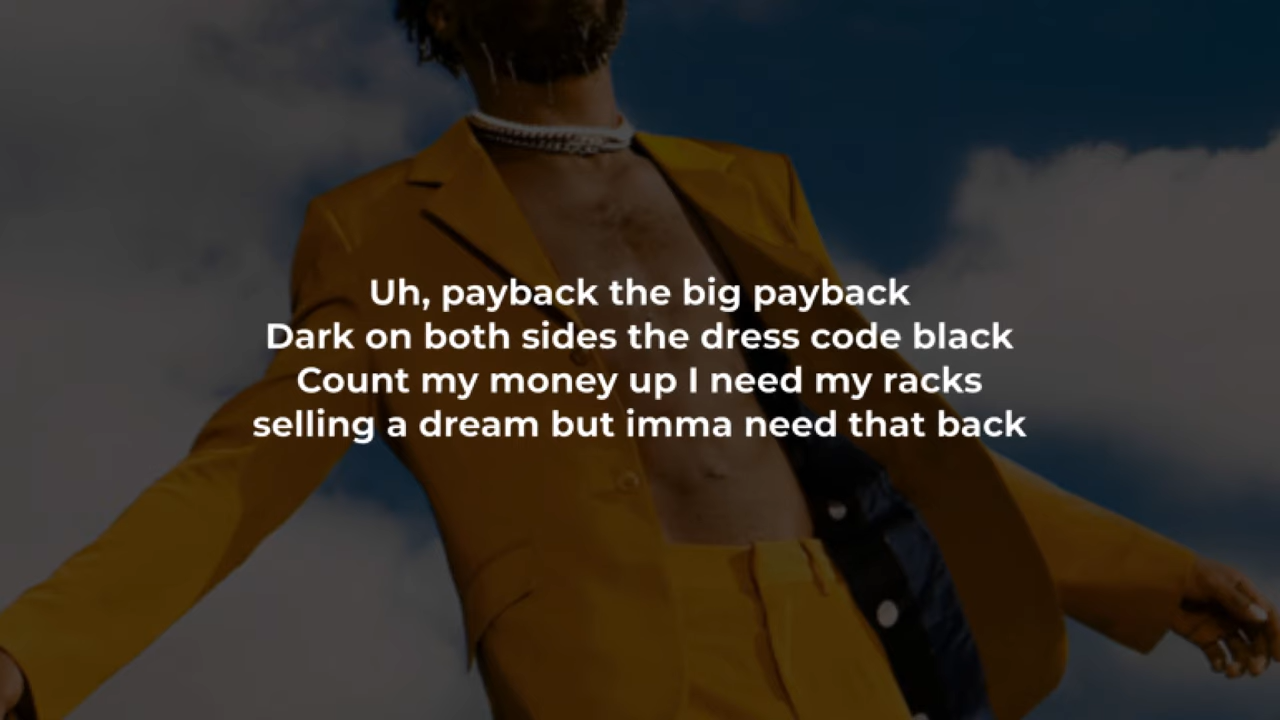 Uh, payback the big payback
Dark on both sides the dress code black
Count my money up I need my racks
selling a dream but imma need that back